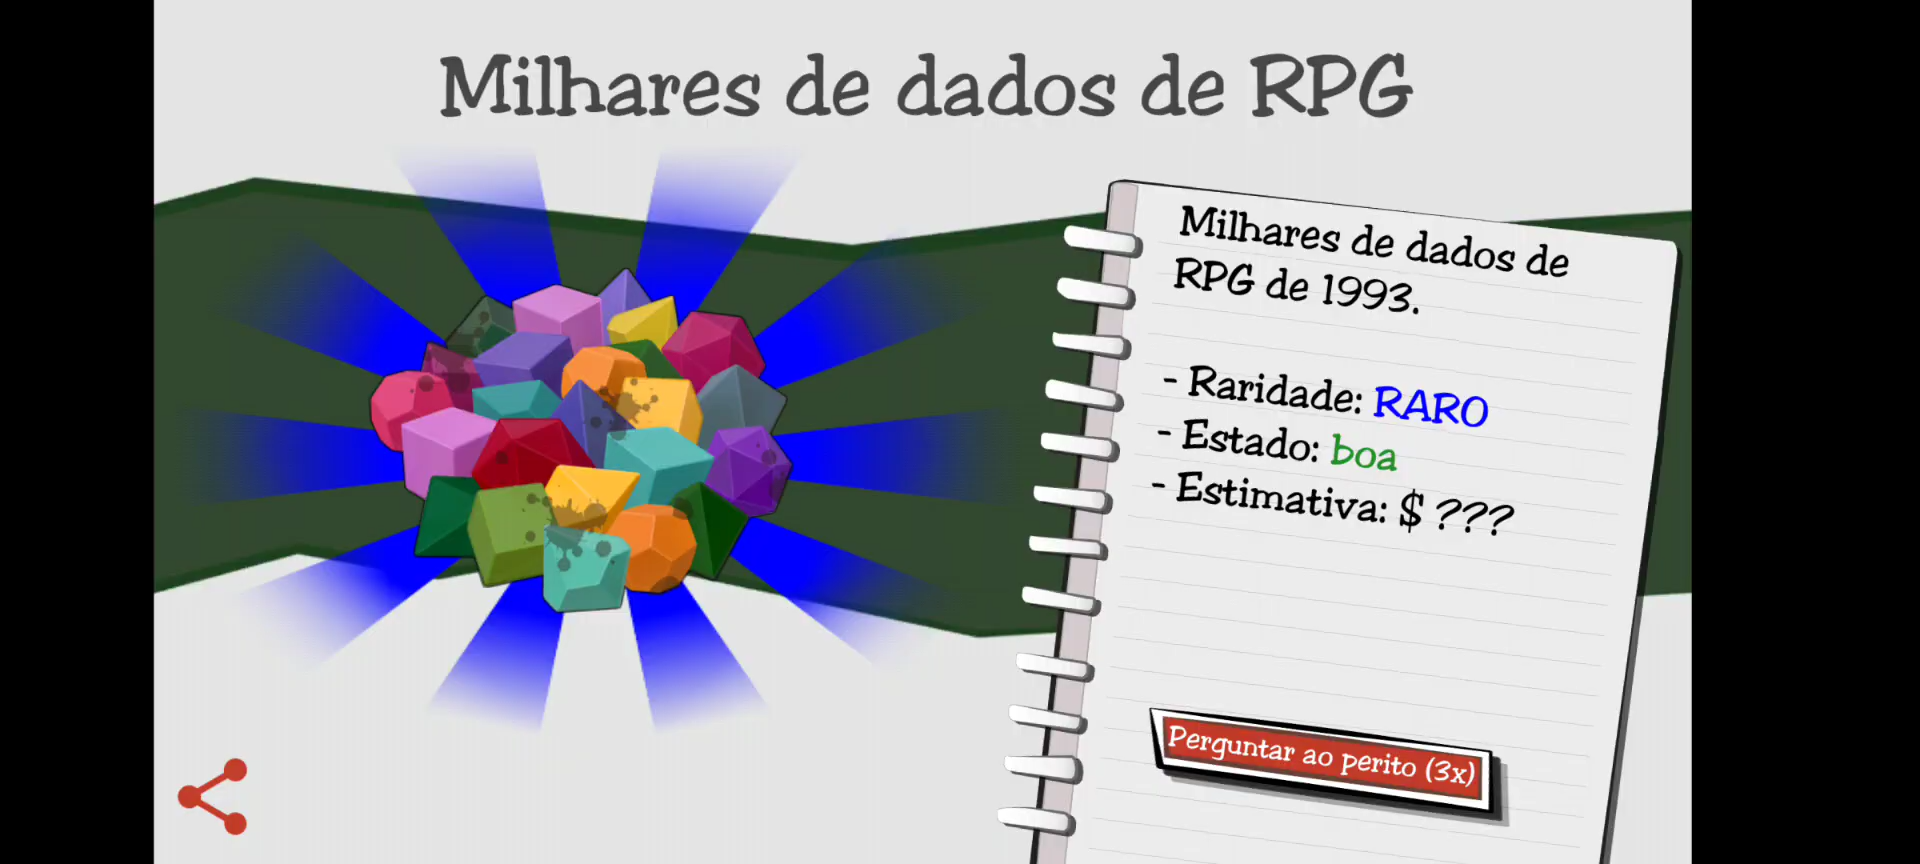 Milhares de dados de RPG
Milhares de dados de
RPG de 1993.
- Raridade: RARO
- Estado: boa
- Estimativa: $ ???
Perguntar ao perito (3x)